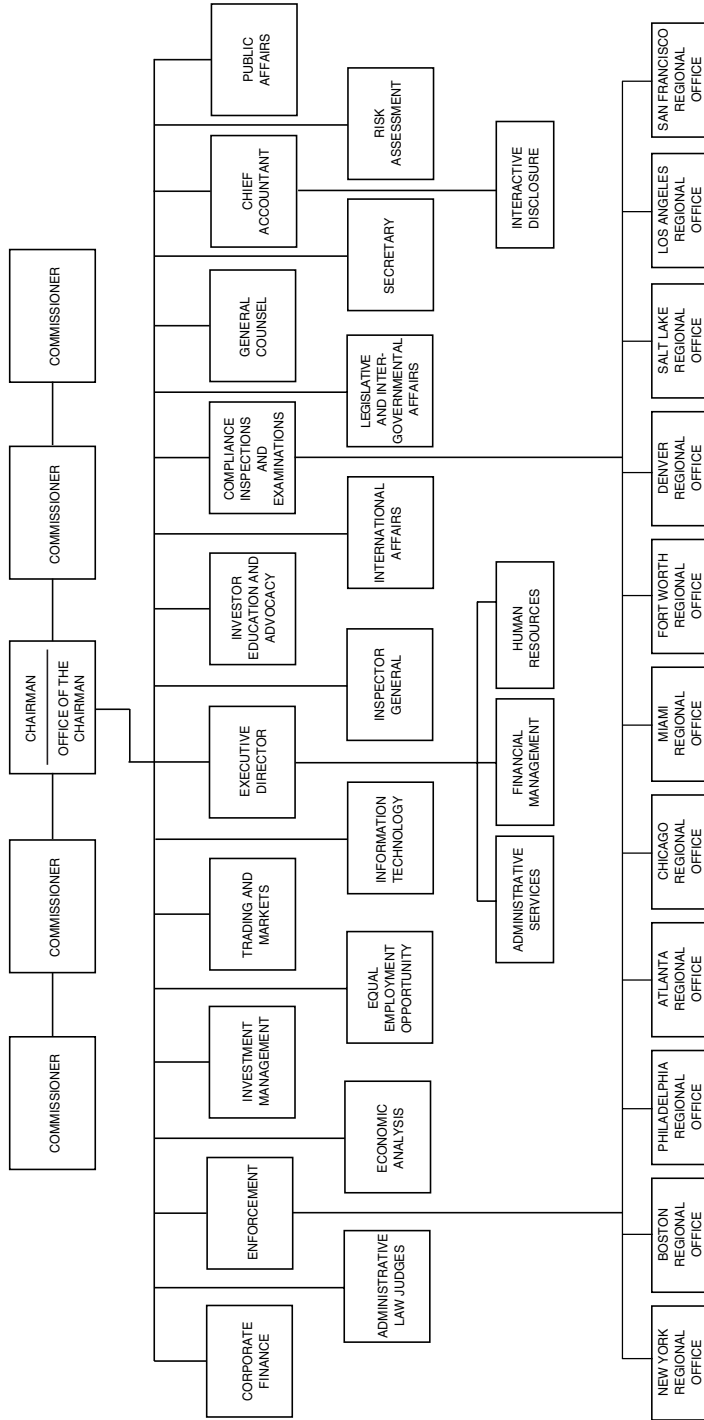 COMMISSIONER
COMMISSIONER
CHAIRMAN
OFFICE OF THE
CHAIRMAN
COMMISSIONER
COMMISSIONER
CORPORATE
FINANCE
ENFORCEMENT
INVESTMENT
MANAGEMENT
TRADING AND
MARKETS
EXECUTIVE
DIRECTOR
INVESTOR
EDUCATION AND
ADVOCACY
COMPLIANCE
INSPECTIONS
AND
EXAMINATIONS
GENERAL
COUNSEL
CHIEF
ACCOUNTANT
PUBLIC
AFFAIRS
ADMINISTRATIVE
LAW JUDGES
ECONOMIC
ANALYSIS
EQUAL
EMPLOYMENT
OPPORTUNITY
INFORMATION
TECHNOLOGY
INSPECTOR
GENERAL
INTERNATIONAL
AFFAIRS
LEGISLATIVE
AND INTER-
GOVERNMENTAL
AFFAIRS
SECRETARY
RISK
ASSESSMENT
ADMINISTRATIVE
SERVICES
FINANCIAL
MANAGEMENT
HUMAN
RESOURCES
INTERACTIVE
DISCLOSURE
NEW YORK
REGIONAL
OFFICE
BOSTON
REGIONAL
OFFICE
PHILADELPHIA
REGIONAL
OFFICE
ATLANTA
REGIONAL
OFFICE
CHICAGO
REGIONAL
OFFICE
MIAMI
REGIONAL
OFFICE
FORT WORTH
REGIONAL
OFFICE
DENVER
REGIONAL
OFFICE
SALT LAKE
REGIONAL
OFFICE
LOS ANGELES
REGIONAL
OFFICE
SAN FRANCISCO
REGIONAL
OFFICE